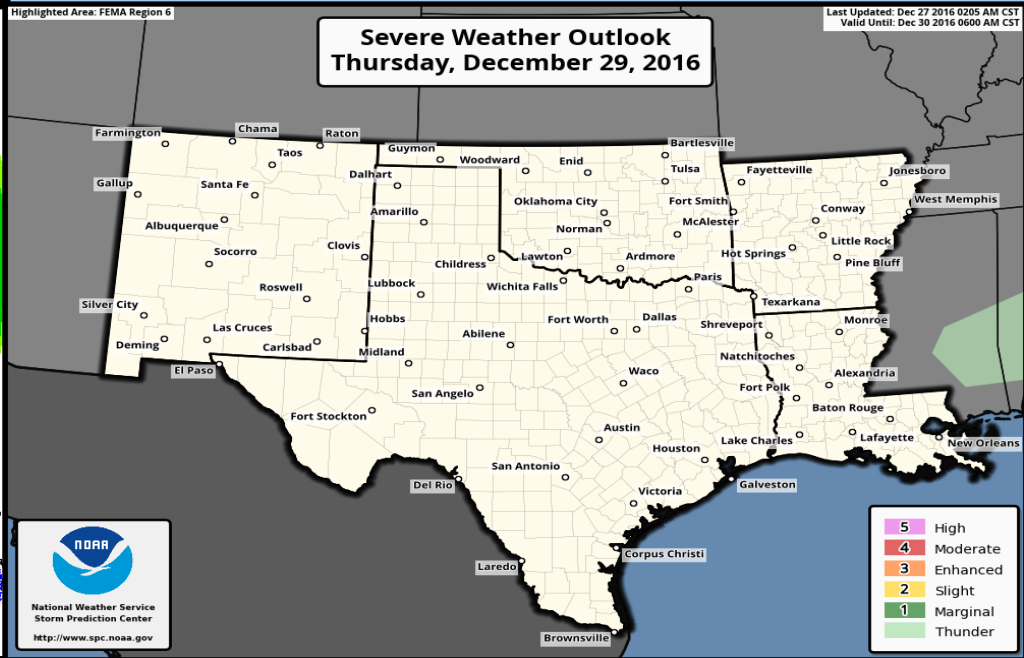 Highlighted Area: FEMA Region 6
Last Updated: Dec 27 2016 0205 AM CST
Valid Until: Dec 30 2016 0600 AM CST
Severe Weather Outlook
Thursday, December 29, 2016
Farmington
Chama
Raton
Guymon
Bartlesville
Taos
Woodward
Enid
Tulsa
Fayetteville
Jonesboro
Gallup
Santa Fe
Dalhart
Oklahoma City
Fort Smith
West Memphis
Albuquerque
Amarillo
Norman
McAlester
Conway
Socorro
Clovis
Childress
Lawton
Ardmore
Hot Springs
Little Rock
Pine Bluff
Silver City
Roswell
Lubbock
Wichita Falls
Paris
Texarkana
Deming
Las Cruces
Carlsbad
Hobbs
Abilene
Fort Worth
Dallas
Shreveport
Monroe
El Paso
Midland
Waco
Natchitoches
Alexandria
San Angelo
Fort Polk
Fort Stockton
Austin
Baton Rouge
Houston
Lake Charles
Lafayette
New Orleans
Del Rio
San Antonio
Victoria
Galveston
Laredo
Corpus Christi
Brownsville
NOAA
National Weather Service
Storm Prediction Center
http://www.spc.noaa.gov
5 High
4 Moderate
3 Enhanced
2 Slight
1 Marginal
Thunder